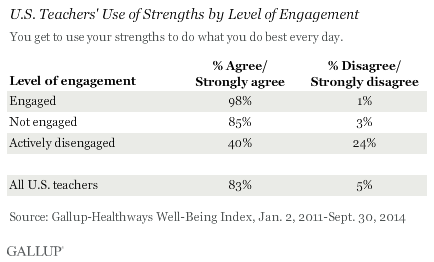 U.S. Teachers' Use of Strengths by Level of Engagement
You get to use your strengths to do what you do best every day.
Level of engagement % Agree/ Strongly agree % Disagree/ Strongly disagree
Engaged 98% 1%
Not engaged 85% 3%
Actively disengaged 40% 24%
All U.S. teachers 83% 5%
Source: Gallup-Healthways Well-Being Index, Jan. 2, 2011-Sept. 30, 2014
GALLUP